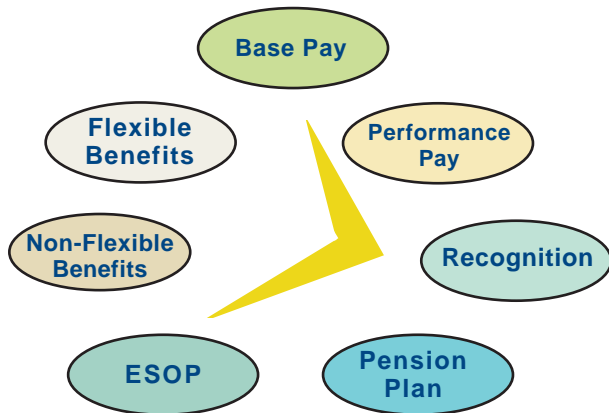 Base Pay
Flexible
Benefits
Performance
Pay
Non-Flexible
Benefits
Recognition
ESOP
Pension
Plan